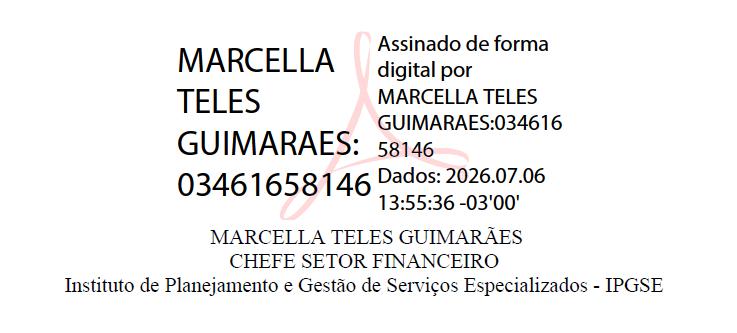 MARCELLA
TELES
GUIMARAES:
03461658146
Assinado de forma
digital por
MARCELLA TELES
GUIMARAES:034616
58146
Dados: 2026.07.06
13:55:36 -03'00'
MARCELLA TELES GUIMARÃES
CHEFE SETOR FINANCEIRO
Instituto de Planejamento e Gestão de Serviços Especializados - IPGSE